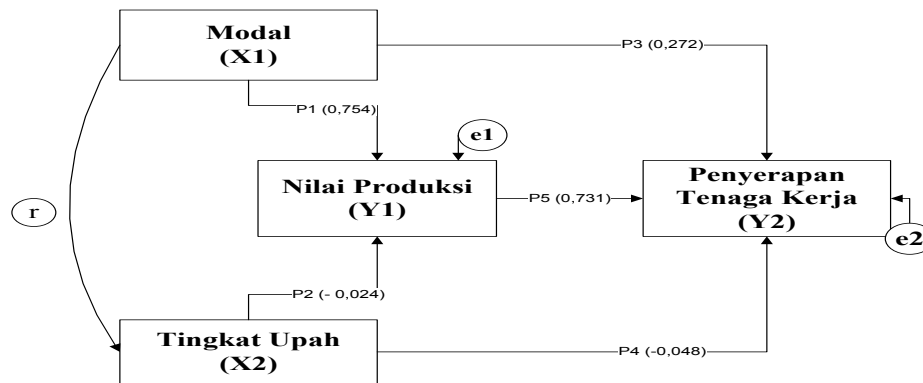 Modal
(X1)
P3 (0,272)
P1 (0,754)
e1
Nilai Produksi
(Y1)
P5 (0,731)
Penyerapan
Tenaga Kerja
(Y2)
r
e2
P2 (- 0,024)
Tingkat Upah
(X2)
P4 (-0,048)